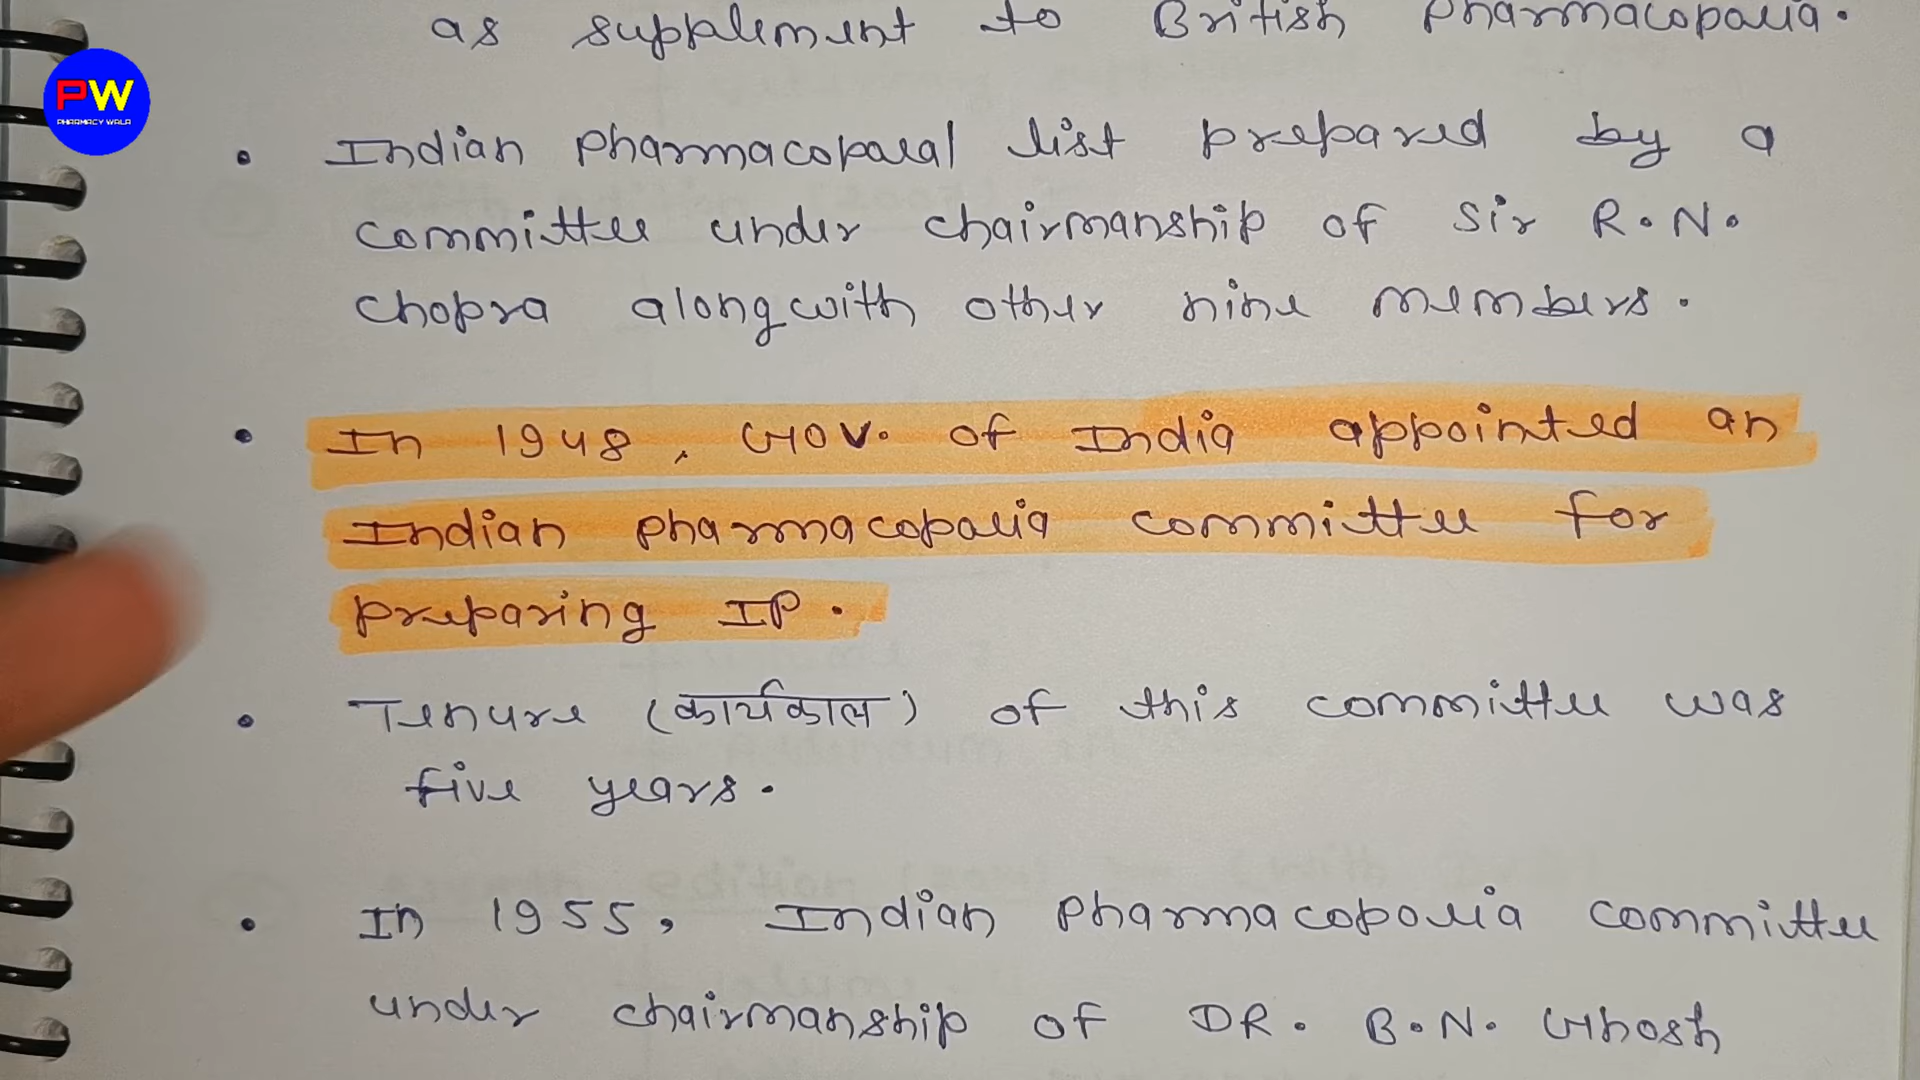 as supplement to British Pharmacopoeia.
PW
PHARMACY WALA
• Indian Pharmacopoeial list prepared by a
committee under chairmanship of Sir R.N.
Chopra alongwith other nine members.
• In 1948, Gov. of India appointed an
Indian Pharmacopoeia committee for
preparing IP.
• Tenure (कार्यकाल) of this committee was
five years.
• In 1955, Indian Pharmacopoeia committee
under chairmanship of DR. B.N. Ghosh